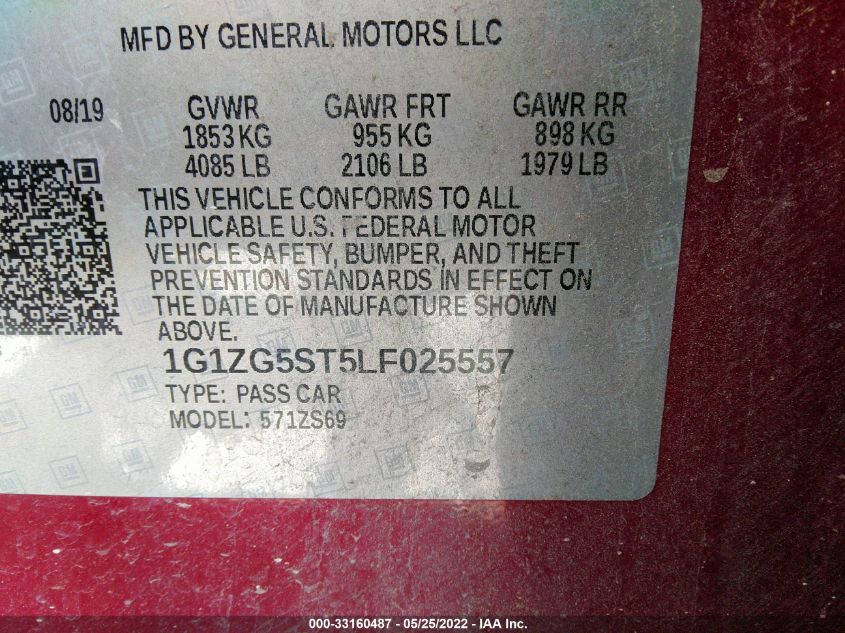 MFD BY GENERAL MOTORS LLC
08/19 GVWR GAWR FRT GAWR RR
1853 KG 955 KG 898 KG
4085 LB 2106 LB 1979 LB
THIS VEHICLE CONFORMS TO ALL
APPLICABLE U.S. FEDERAL MOTOR
VEHICLE SAFETY, BUMPER, AND THEFT
PREVENTION STANDARDS IN EFFECT ON
THE DATE OF MANUFACTURE SHOWN
ABOVE.
1G1ZG5ST5LF025557
TYPE: PASS CAR
MODEL: 571ZS69
000-33160487 - 05/25/2022 - IAA Inc.